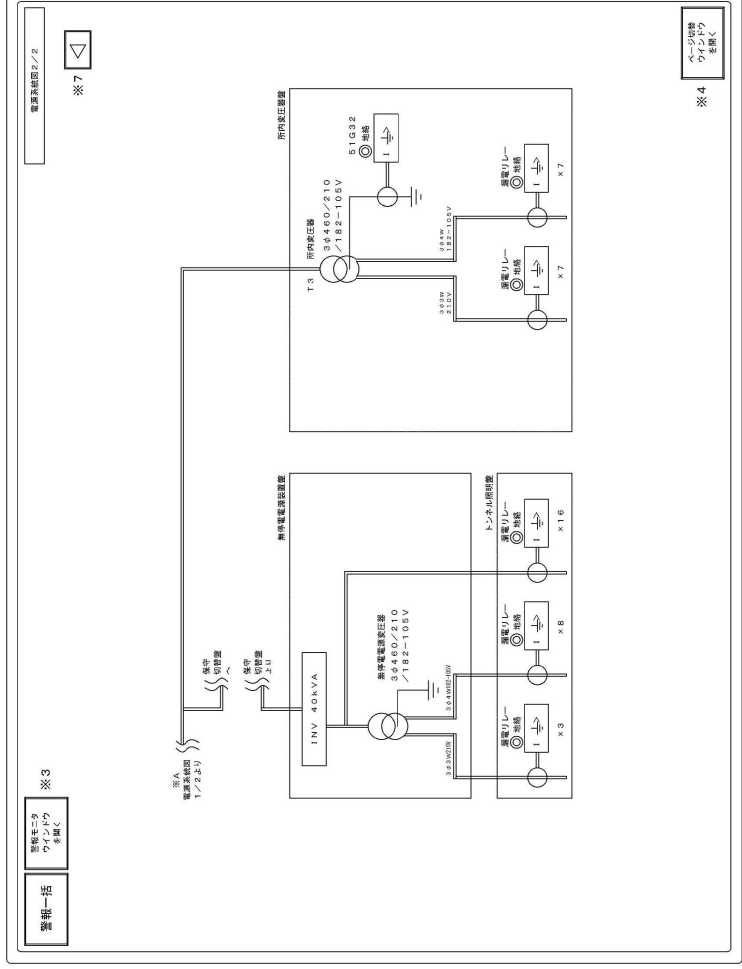 警報一括
警報モニタ
ウインドウ
を開く
※3
電源系統図2/2
※7
※A
電源系統図
1/2より
保守
切替盤
へ
保守
切替盤
より
無停電電源装置盤
INV 40kVA
無停電電源変圧器
3φ460/210
/182-105V
3φ3W210V
3φ4W182-105V
トンネル照明盤
漏電リレー
地絡
I
×3
漏電リレー
地絡
I
×8
漏電リレー
地絡
I
×16
所内変圧器盤
T3
所内変圧器
3φ460/210
/182-105V
51G32
地絡
I
3φ3W
210V
3φ4W
182-105V
漏電リレー
地絡
I
×7
漏電リレー
地絡
I
×7
※4
ページ切替
ウインドウ
を開く